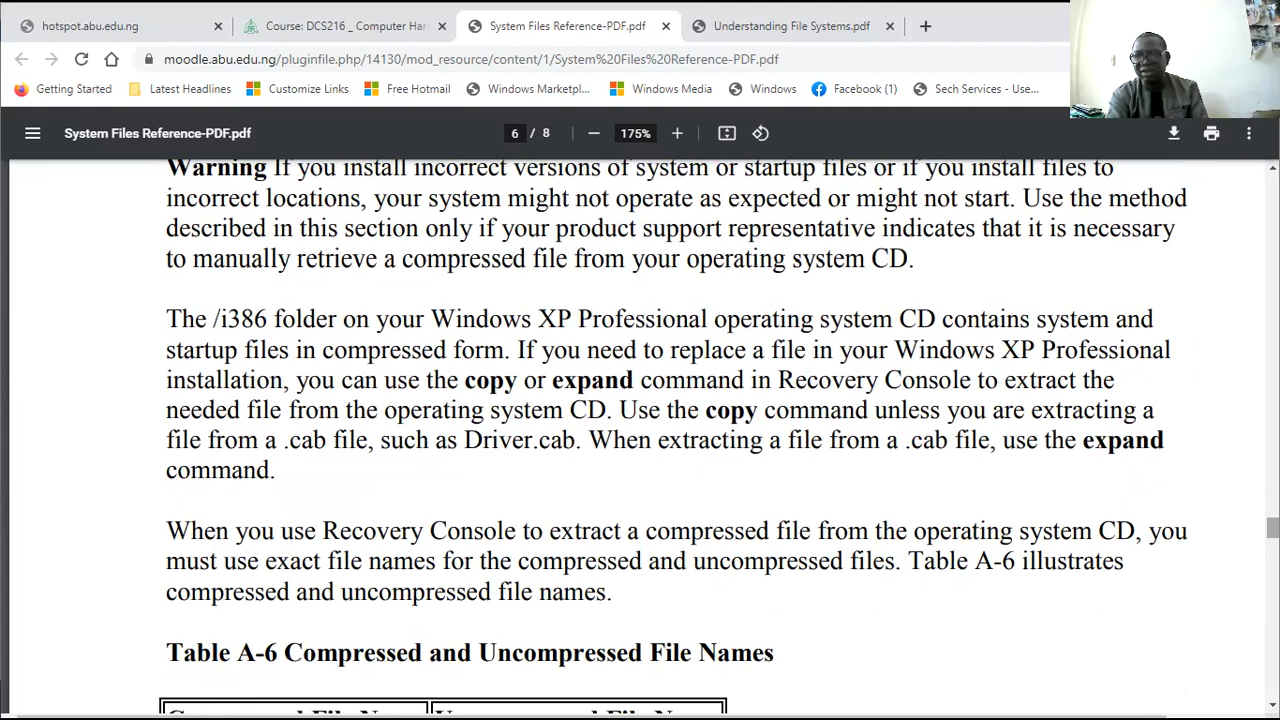 hotspot.abu.edu.ng
Course: DCS216 _ Computer Har
System Files Reference-PDF.pdf
Understanding File Systems.pdf
moodle.abu.edu.ng/pluginfile.php/14130/mod_resource/content/1/System%20Files%20Reference-PDF.pdf
Getting Started
Latest Headlines
Customize Links
Free Hotmail
Windows Marketpl...
Windows Media
Windows
Facebook (1)
Sech Services - Use...
System Files Reference-PDF.pdf
6 / 8
175%
Warning If you install incorrect versions of system or startup files or if you install files to
incorrect locations, your system might not operate as expected or might not start. Use the method
described in this section only if your product support representative indicates that it is necessary
to manually retrieve a compressed file from your operating system CD.
The /i386 folder on your Windows XP Professional operating system CD contains system and
startup files in compressed form. If you need to replace a file in your Windows XP Professional
installation, you can use the copy or expand command in Recovery Console to extract the
needed file from the operating system CD. Use the copy command unless you are extracting a
file from a .cab file, such as Driver.cab. When extracting a file from a .cab file, use the expand
command.
When you use Recovery Console to extract a compressed file from the operating system CD, you
must use exact file names for the compressed and uncompressed files. Table A-6 illustrates
compressed and uncompressed file names.
Table A-6 Compressed and Uncompressed File Names